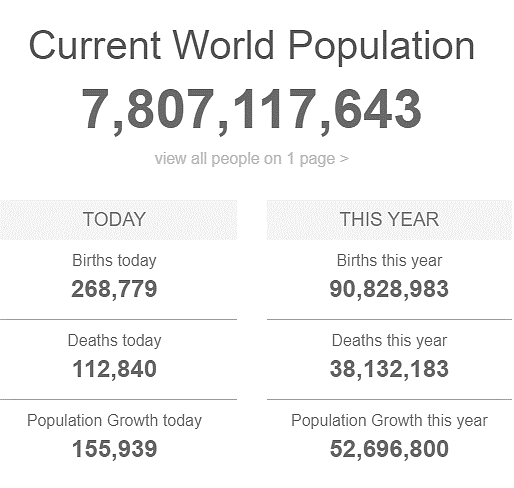 Current World Population
7,807,117,643
view all people on 1 page >
TODAY
Births today
268,779
Deaths today
112,840
Population Growth today
155,939
THIS YEAR
Births this year
90,828,983
Deaths this year
38,132,183
Population Growth this year
52,696,800